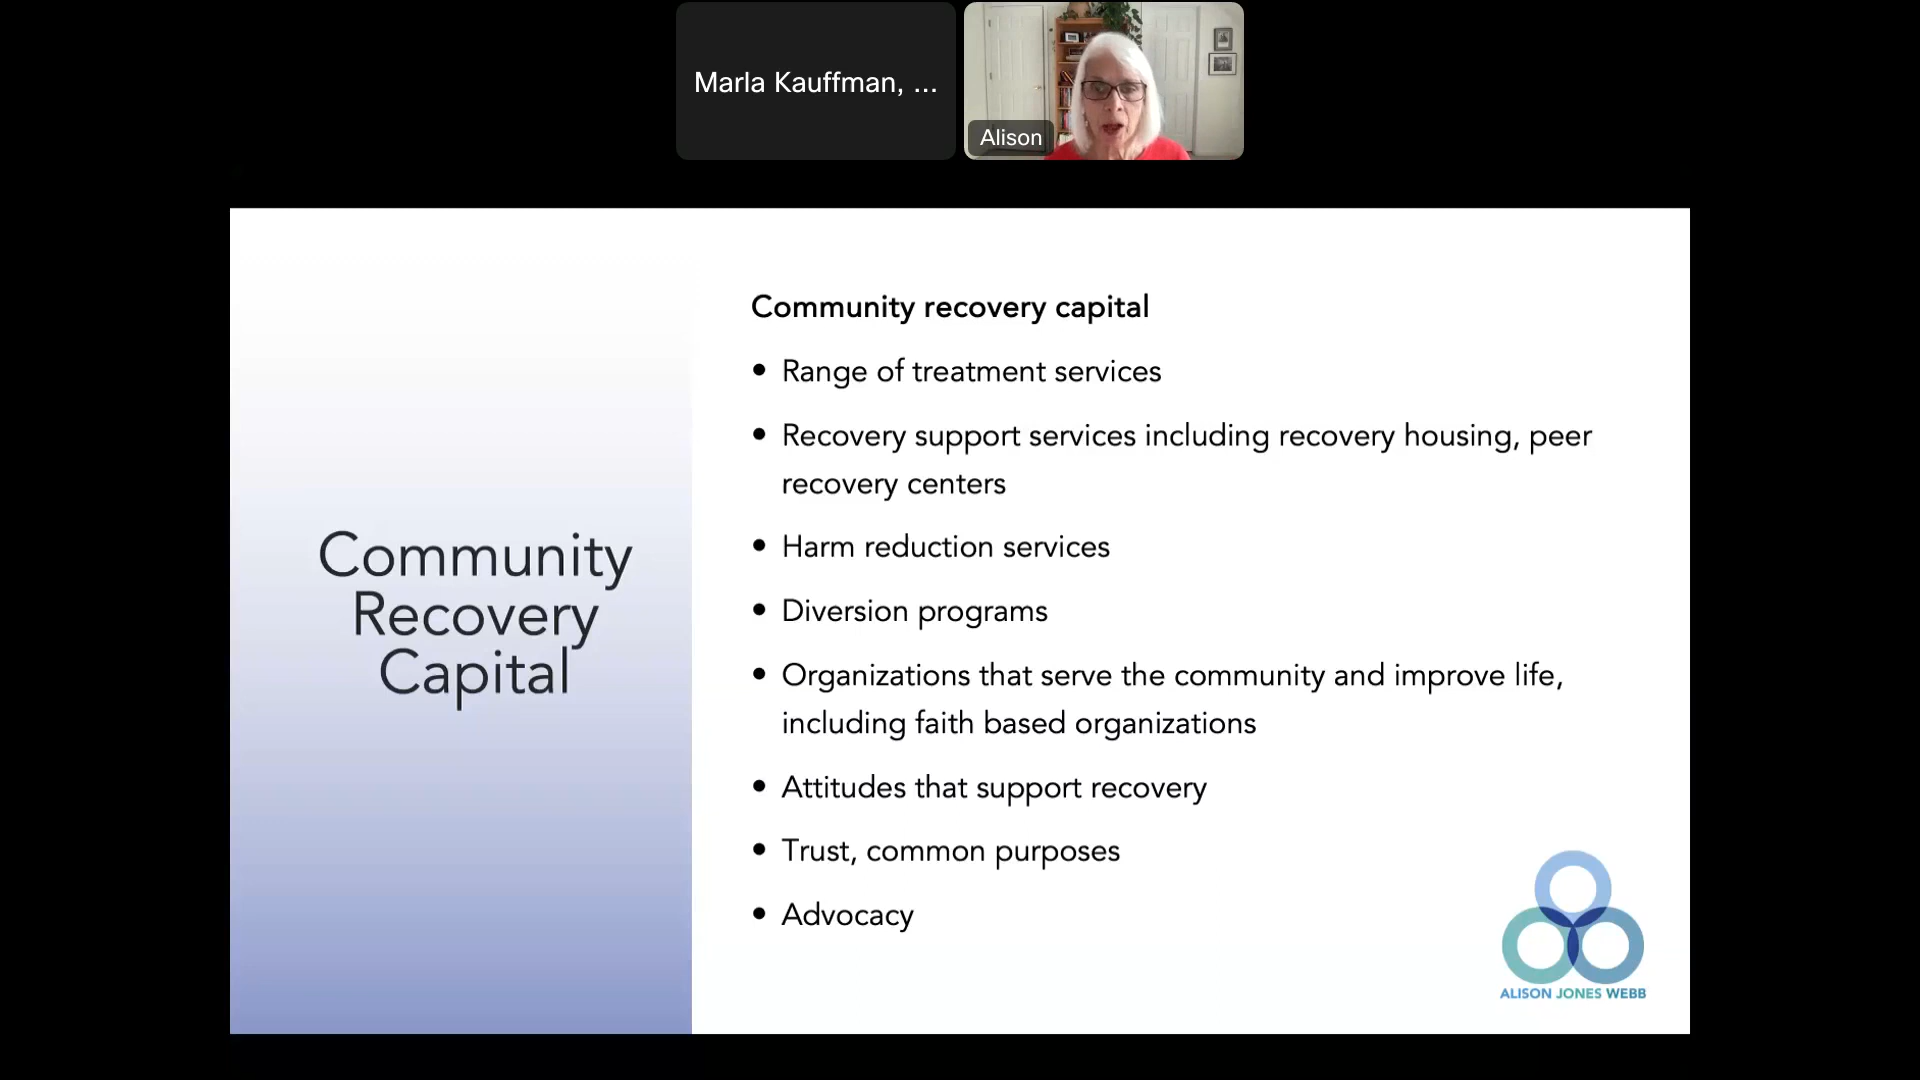 Marla Kauffman, ...
Alison
Community
Recovery
Capital
Community recovery capital
• Range of treatment services
• Recovery support services including recovery housing, peer
recovery centers
• Harm reduction services
• Diversion programs
• Organizations that serve the community and improve life,
including faith based organizations
• Attitudes that support recovery
• Trust, common purposes
• Advocacy
ALISON JONES WEBB